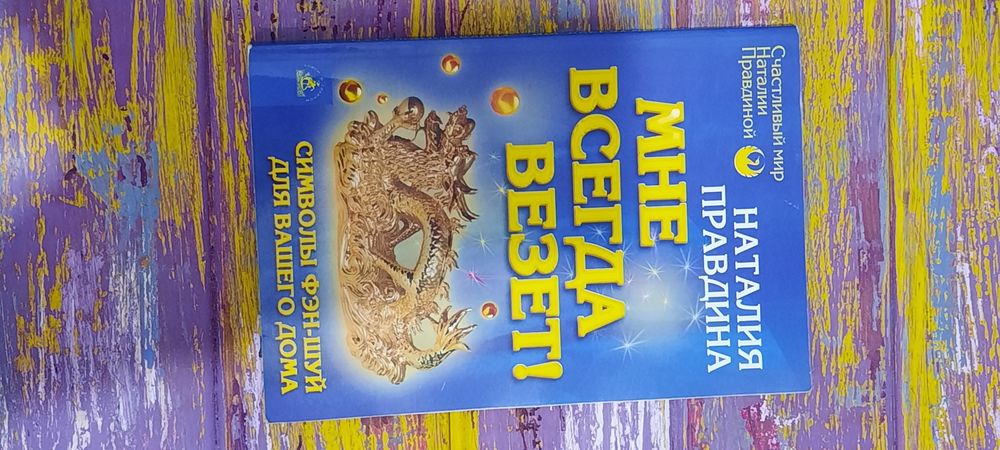 Счастливый мир
Наталии
Правдиной
НАТАЛИЯ
ПРАВДИНА
МНЕ
ВСЕГДА
ВЕЗЕТ!
СИМВОЛЫ ФЭН-ШУЙ
ДЛЯ ВАШЕГО ДОМА